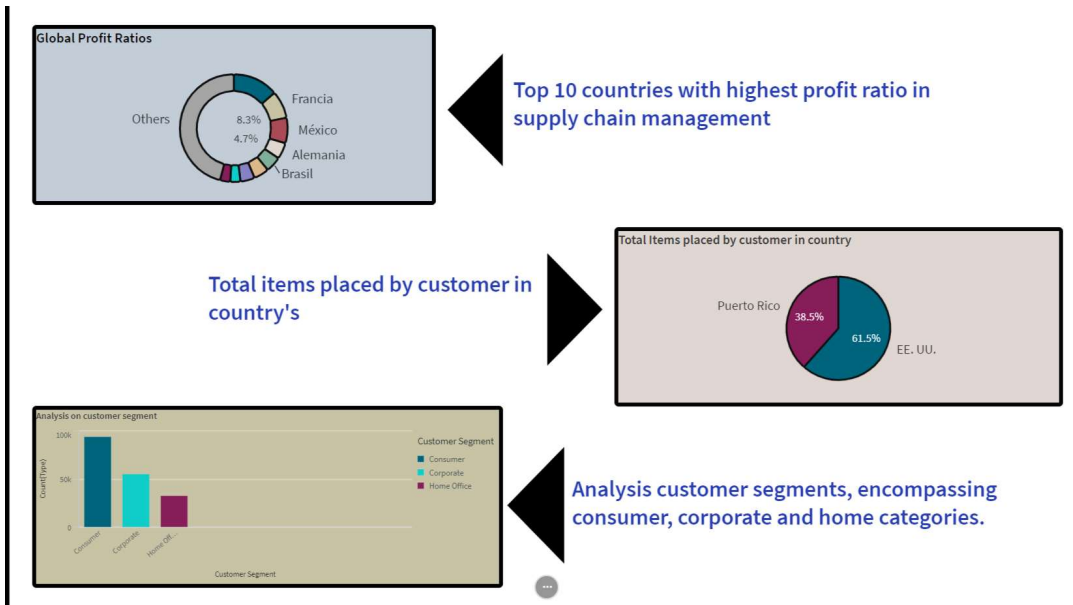 Global Profit Ratios
Others
Francia
8.3%
México
4.7%
Alemania
Brasil
Top 10 countries with highest profit ratio in
supply chain management
Total items placed by customer in
country's
Total Items placed by customer in country
Puerto Rico
38.5%
61.5%
EE. UU.
Analysis on customer segment
100k
50k
0
Count(Type)
Consumer
Corporate
Home Off...
Customer Segment
Customer Segment
Consumer
Corporate
Home Office
Analysis customer segments, encompassing
consumer, corporate and home categories.